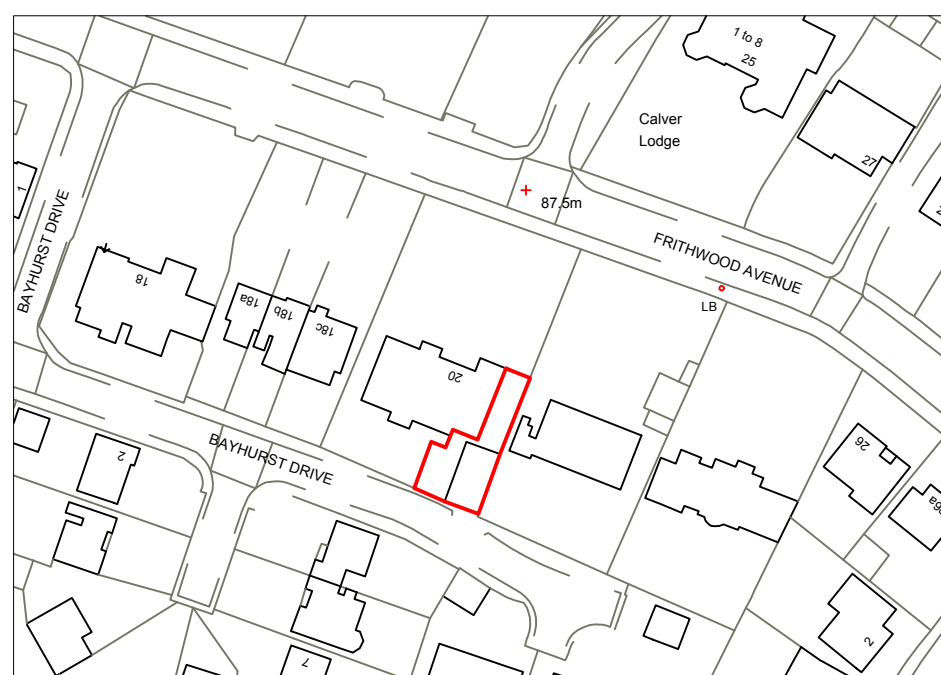 1 to 8
25
Calver
Lodge
27
1
BAYHURST DRIVE
87.5m
FRITHWOOD AVENUE
LB
18
18a
18b
18c
20
BAYHURST DRIVE
2
26
7
2